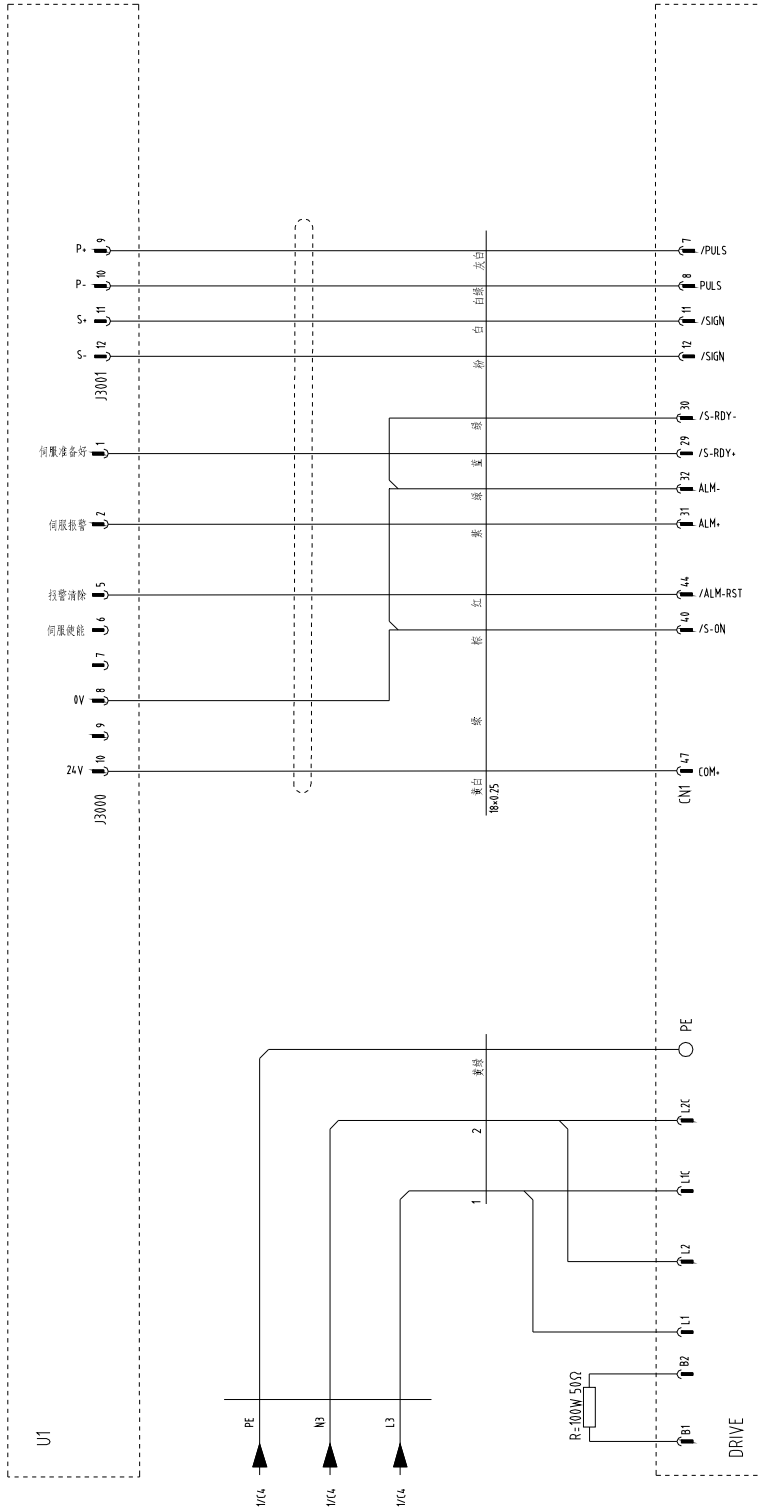 P+ 9
灰白
7 /PULS
P- 10
白绿
8 PULS
S+ 11
白
11 /SIGN
S- 12
粉
12 /SIGN
J3001
绿
30 /S-RDY-
伺服准备好 1
蓝
29 /S-RDY+
绿
32 ALM-
伺服报警 2
紫
31 ALM+
报警清除 5
红
44 /ALM-RST
伺服使能 6
棕
40 /S-ON
7
0V 8
绿
9
24V 10
黄白
47 COM+
J3000
18×0.25
CN1
黄绿
PE
2
L2C
1
L1C
L2
L1
B2
R=100W 50Ω
B1
PE
N3
L3
1/C4
1/C4
1/C4
U1
DRIVE